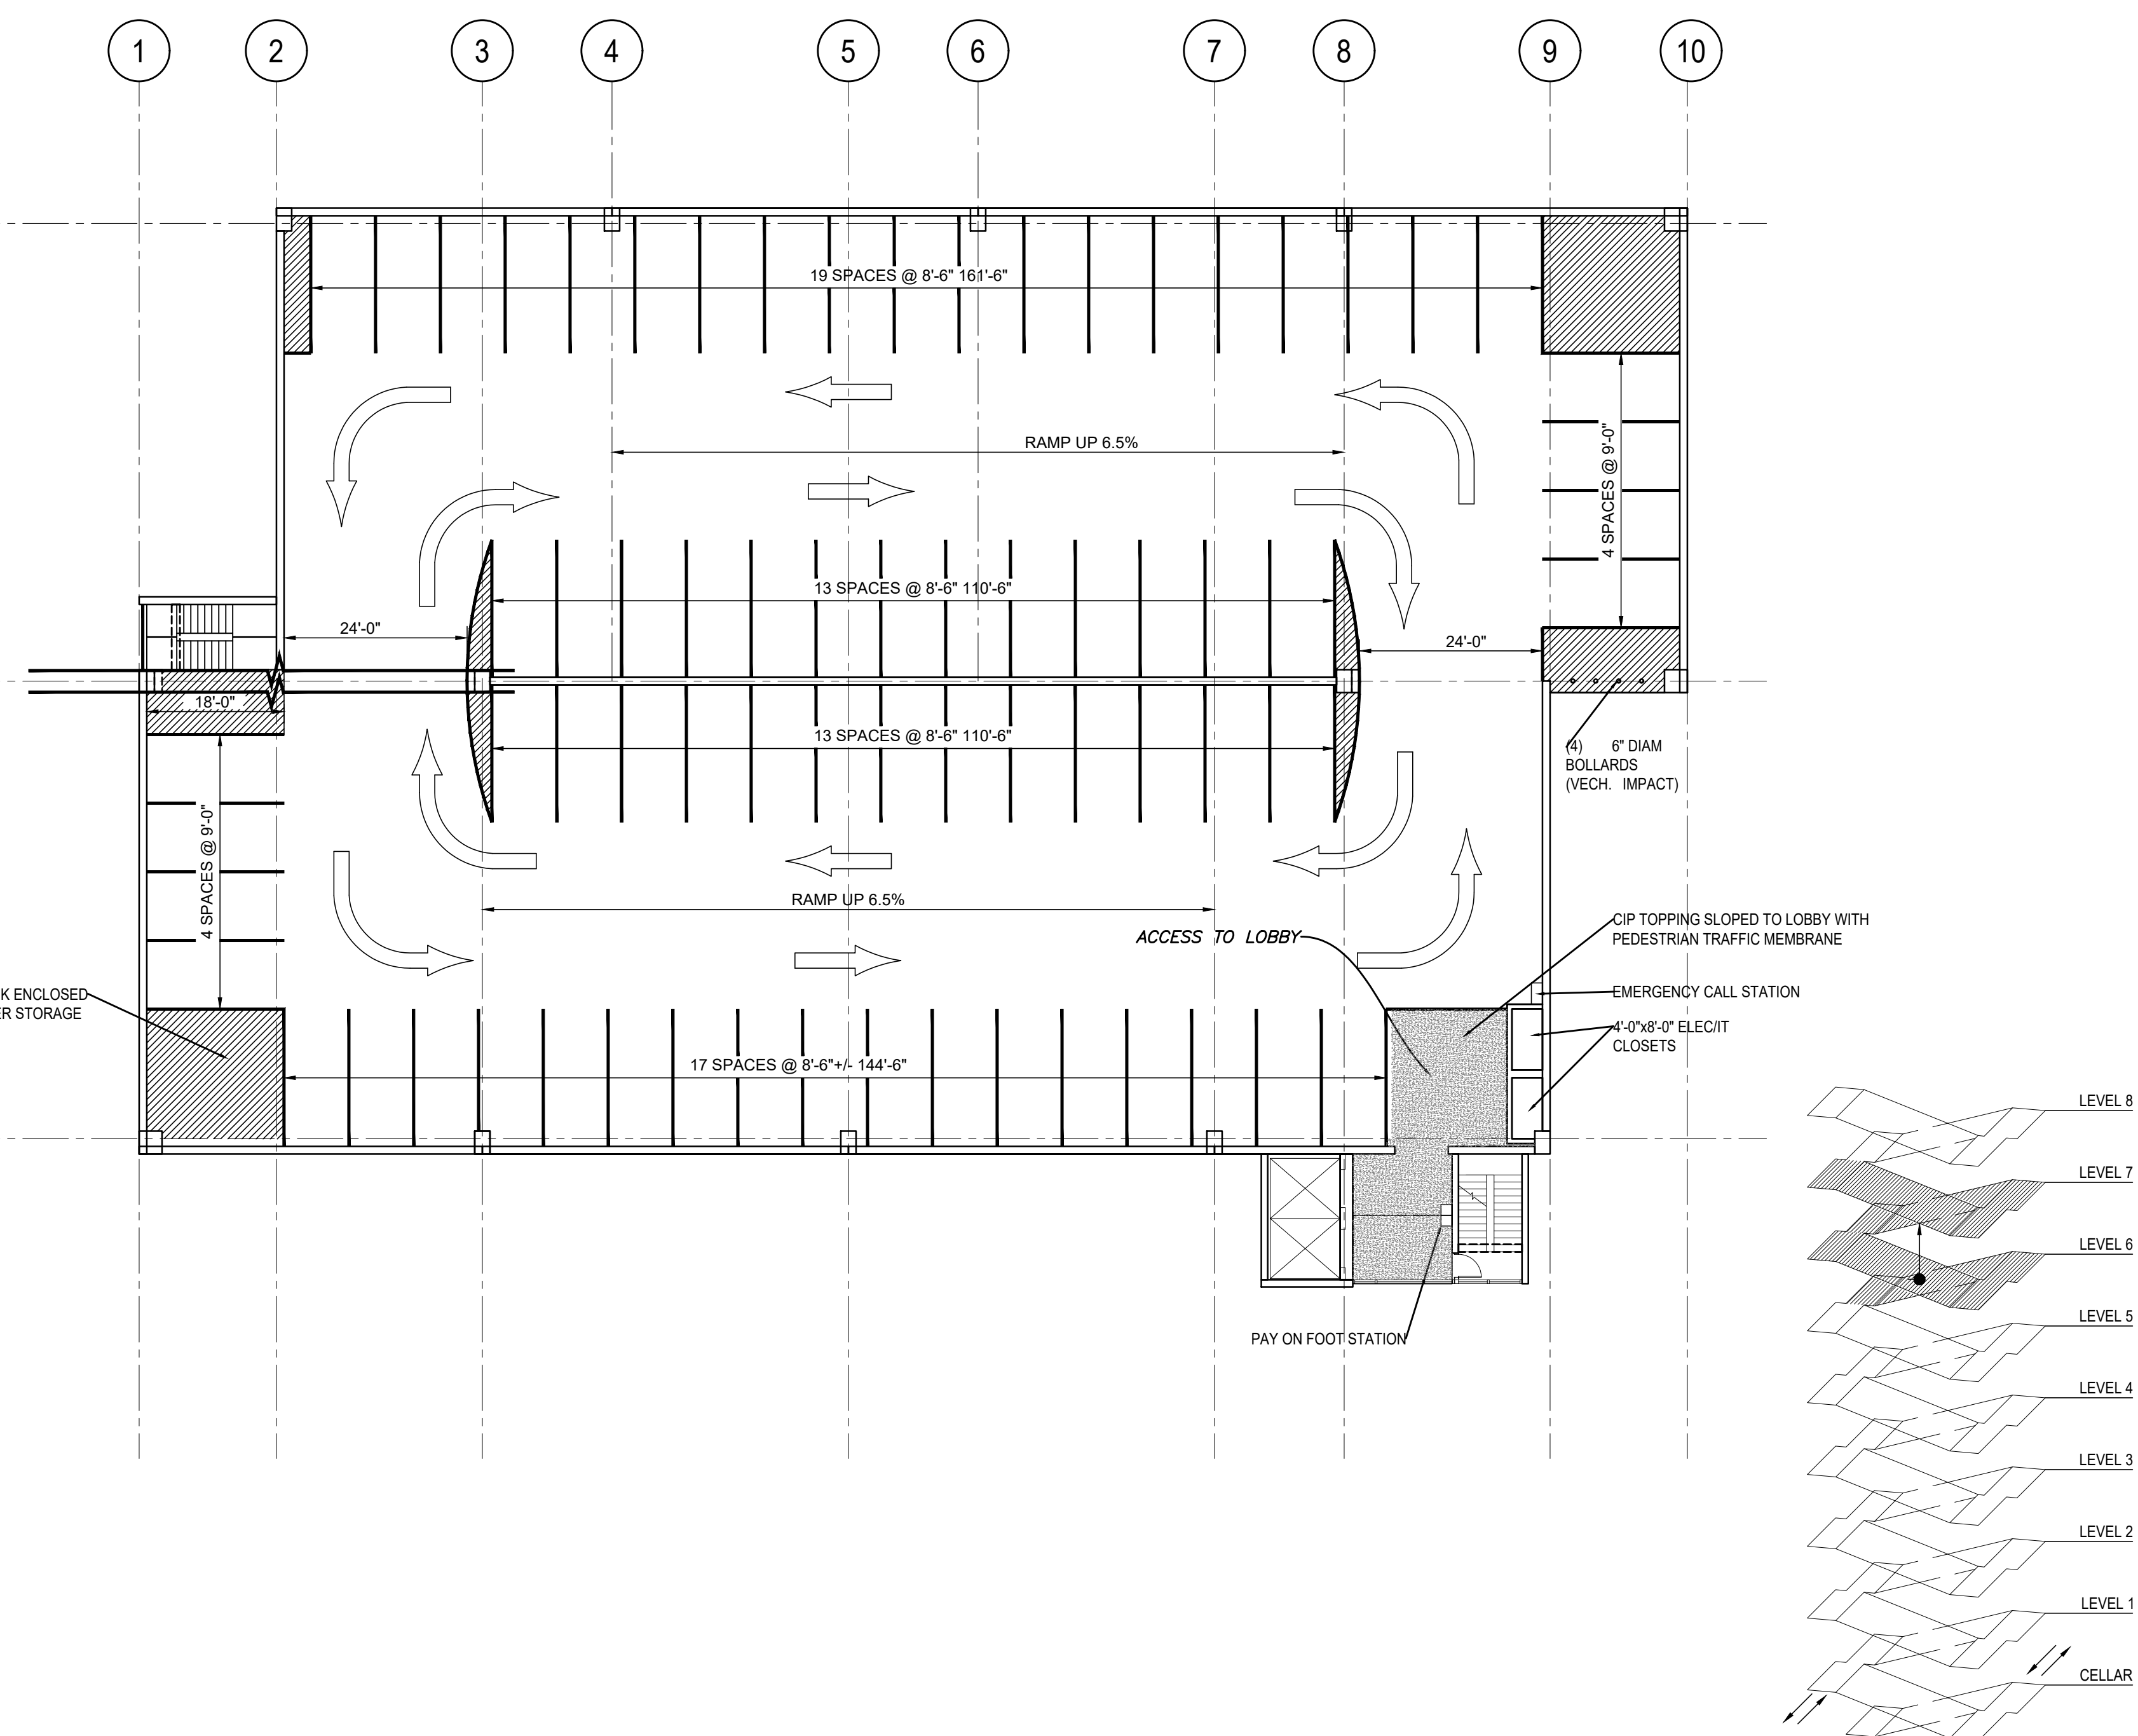 1
2
3
4
5
6
7
8
9
10
19 SPACES @ 8'-6" 161'-6"
RAMP UP 6.5%
4 SPACES @ 9'-0"
13 SPACES @ 8'-6" 110'-6"
24'-0"
24'-0"
18'-0"
13 SPACES @ 8'-6" 110'-6"
(4) 6" DIAM
BOLLARDS
(VECH. IMPACT)
4 SPACES @ 9'-0"
RAMP UP 6.5%
ACCESS TO LOBBY
CIP TOPPING SLOPED TO LOBBY WITH
PEDESTRIAN TRAFFIC MEMBRANE
K ENCLOSED
ER STORAGE
EMERGENCY CALL STATION
4'-0"x8'-0" ELEC/IT
CLOSETS
17 SPACES @ 8'-6"+/- 144'-6"
PAY ON FOOT STATION
LEVEL 8
LEVEL 7
LEVEL 6
LEVEL 5
LEVEL 4
LEVEL 3
LEVEL 2
LEVEL 1
CELLAR